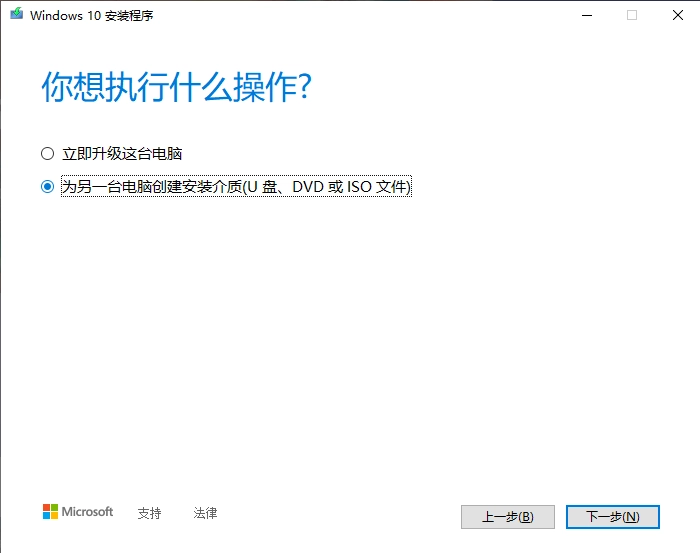 Windows 10 安装程序
你想执行什么操作?
立即升级这台电脑
为另一台电脑创建安装介质(U 盘、DVD 或 ISO 文件)
Microsoft 支持 法律 上一步(B) 下一步(N)